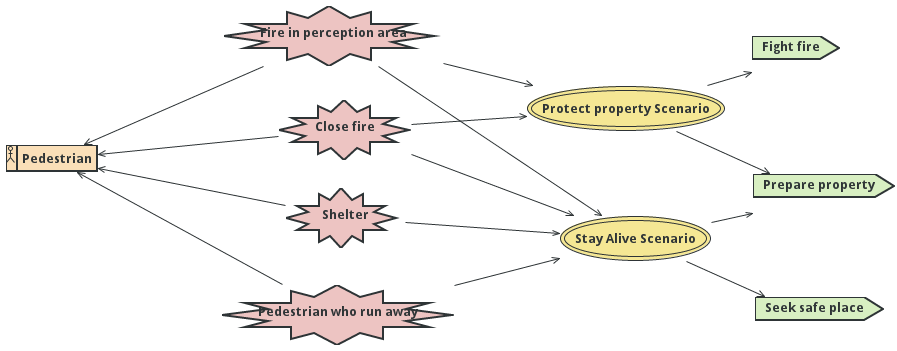 Fire in perception area
Fight fire
Protect property Scenario
Close fire
Pedestrian
Prepare property
Shelter
Stay Alive Scenario
Pedestrian who run away
Seek safe place